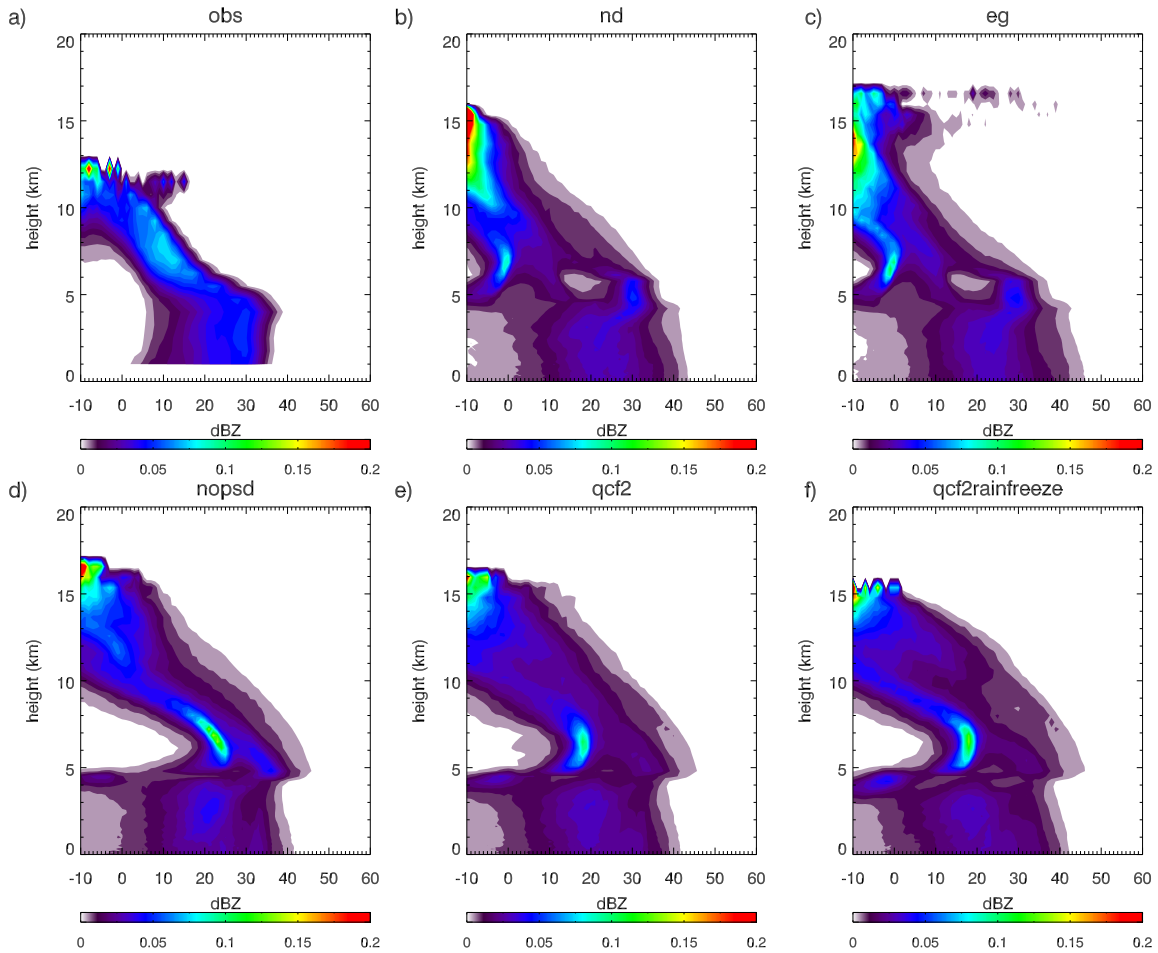 a) obs b) nd c) eg
20 20 20
15 15 15
height (km) height (km) height (km)
10 10 10
5 5 5
0 0 0
-10 0 10 20 30 40 50 60 -10 0 10 20 30 40 50 60 -10 0 10 20 30 40 50 60
dBZ dBZ dBZ
0 0.05 0.1 0.15 0.2 0 0.05 0.1 0.15 0.2 0 0.05 0.1 0.15 0.2
d) nopsd e) qcf2 f) qcf2rainfreeze
20 20 20
15 15 15
height (km) height (km) height (km)
10 10 10
5 5 5
0 0 0
-10 0 10 20 30 40 50 60 -10 0 10 20 30 40 50 60 -10 0 10 20 30 40 50 60
dBZ dBZ dBZ
0 0.05 0.1 0.15 0.2 0 0.05 0.1 0.15 0.2 0 0.05 0.1 0.15 0.2